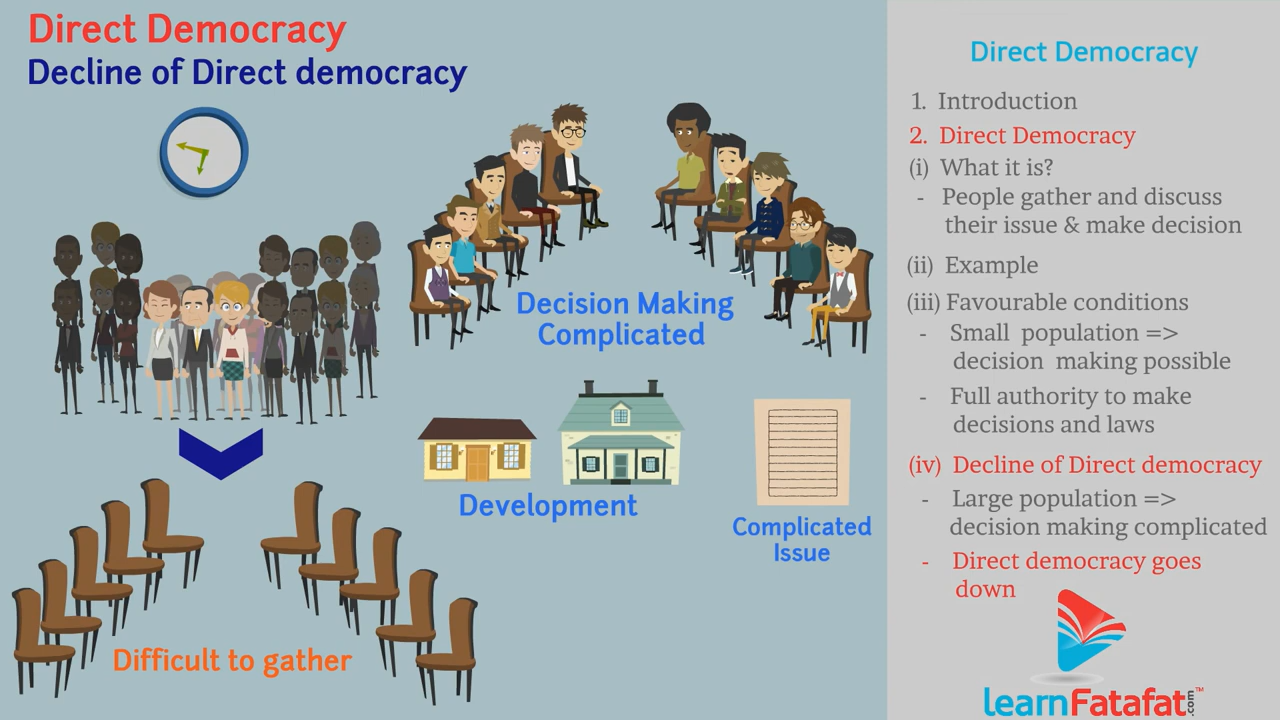 Direct Democracy
Decline of Direct democracy
Decision Making
Complicated
Development
Complicated
Issue
Difficult to gather
Direct Democracy
1. Introduction
2. Direct Democracy
(i) What it is?
- People gather and discuss
their issue & make decision
(ii) Example
(iii) Favourable conditions
- Small population =>
decision making possible
- Full authority to make
decisions and laws
(iv) Decline of Direct democracy
- Large population =>
decision making complicated
- Direct democracy goes
down
learnFatafat.com™